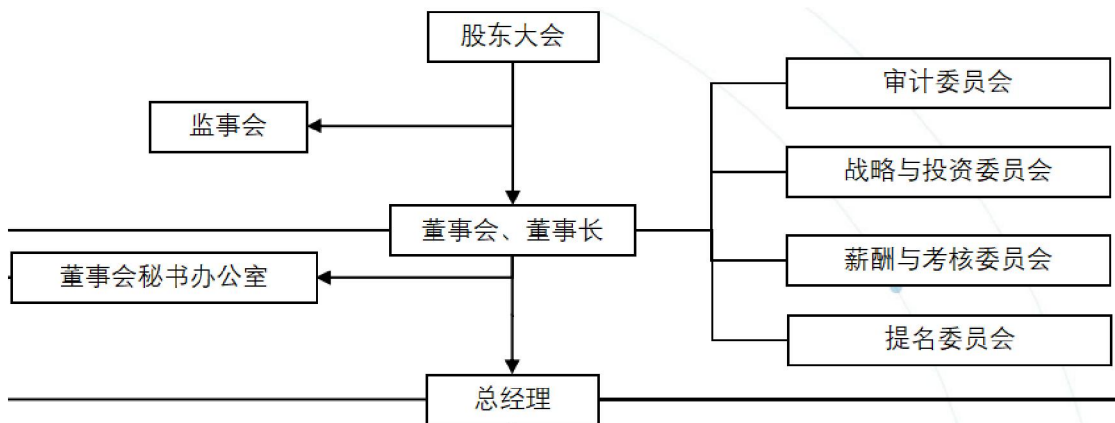 股东大会
审计委员会
监事会
战略与投资委员会
董事会、董事长
薪酬与考核委员会
董事会秘书办公室
提名委员会
总经理